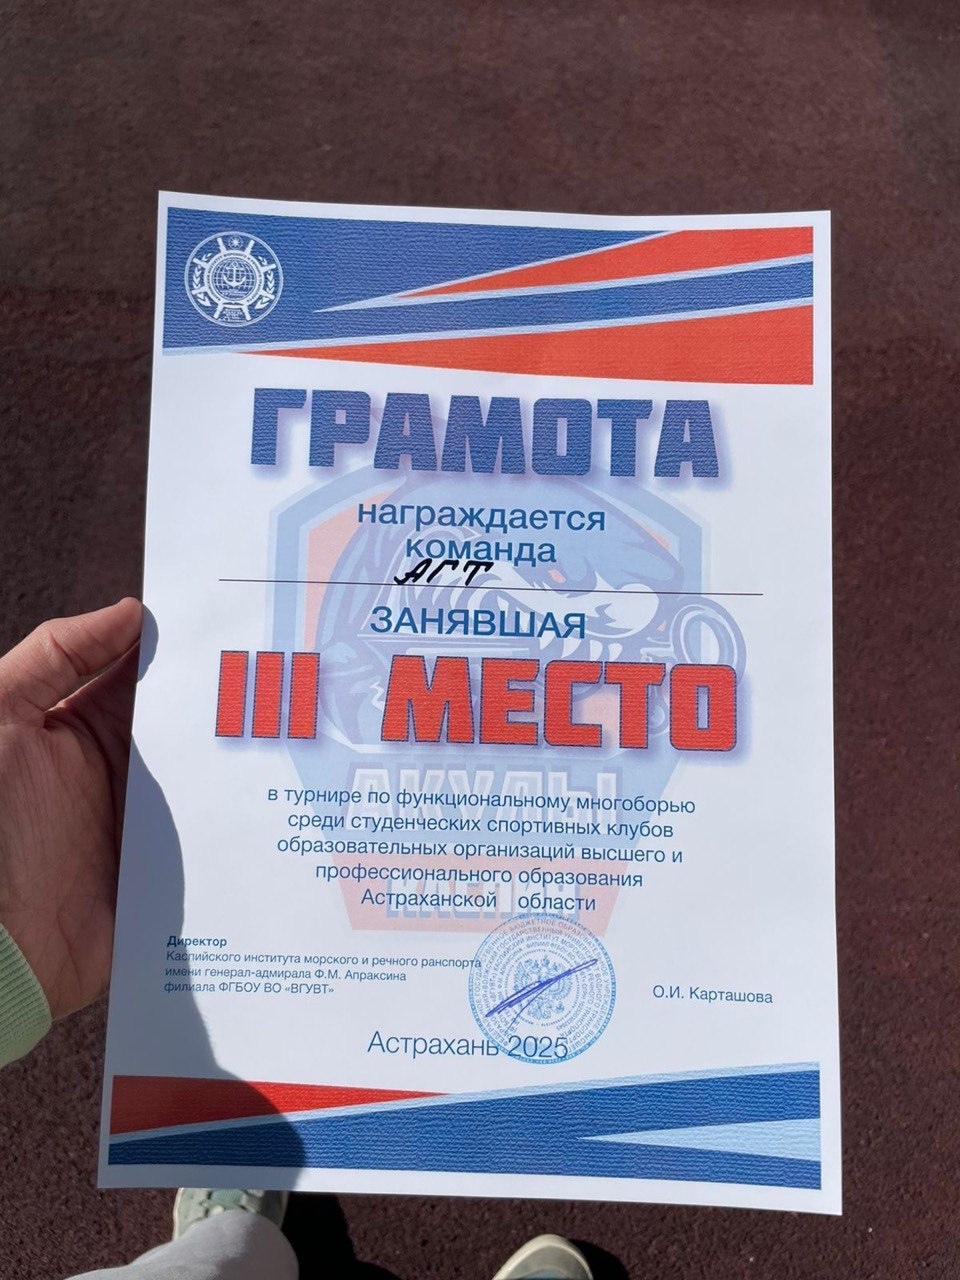 ГРАМОТА
награждается
команда
АГТ
ЗАНЯВШАЯ
III МЕСТО
АКУЛЫ
КАСПИЯ
в турнире по функциональному многоборью
среди студенческих спортивных клубов
образовательных организаций высшего и
профессионального образования
Астраханской области
Директор
Каспийского института морского и речного ранспорта
имени генерал-адмирала Ф.М. Апраксина
филиала ФГБОУ ВО «ВГУВТ»
О.И. Карташова
Астрахань 2025